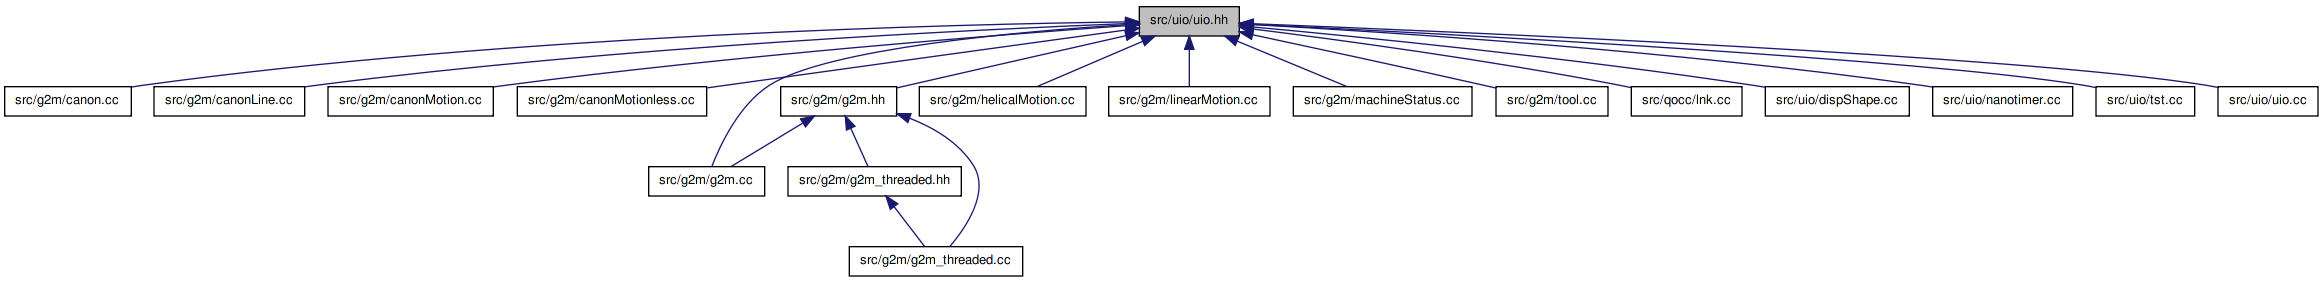 src/uio/uio.hh
src/g2m/canon.cc
src/g2m/canonLine.cc
src/g2m/canonMotion.cc
src/g2m/canonMotionless.cc
src/g2m/g2m.hh
src/g2m/helicalMotion.cc
src/g2m/linearMotion.cc
src/g2m/machineStatus.cc
src/g2m/tool.cc
src/qocc/lnk.cc
src/uio/dispShape.cc
src/uio/nanotimer.cc
src/uio/tst.cc
src/uio/uio.cc
src/g2m/g2m.cc
src/g2m/g2m_threaded.hh
src/g2m/g2m_threaded.cc